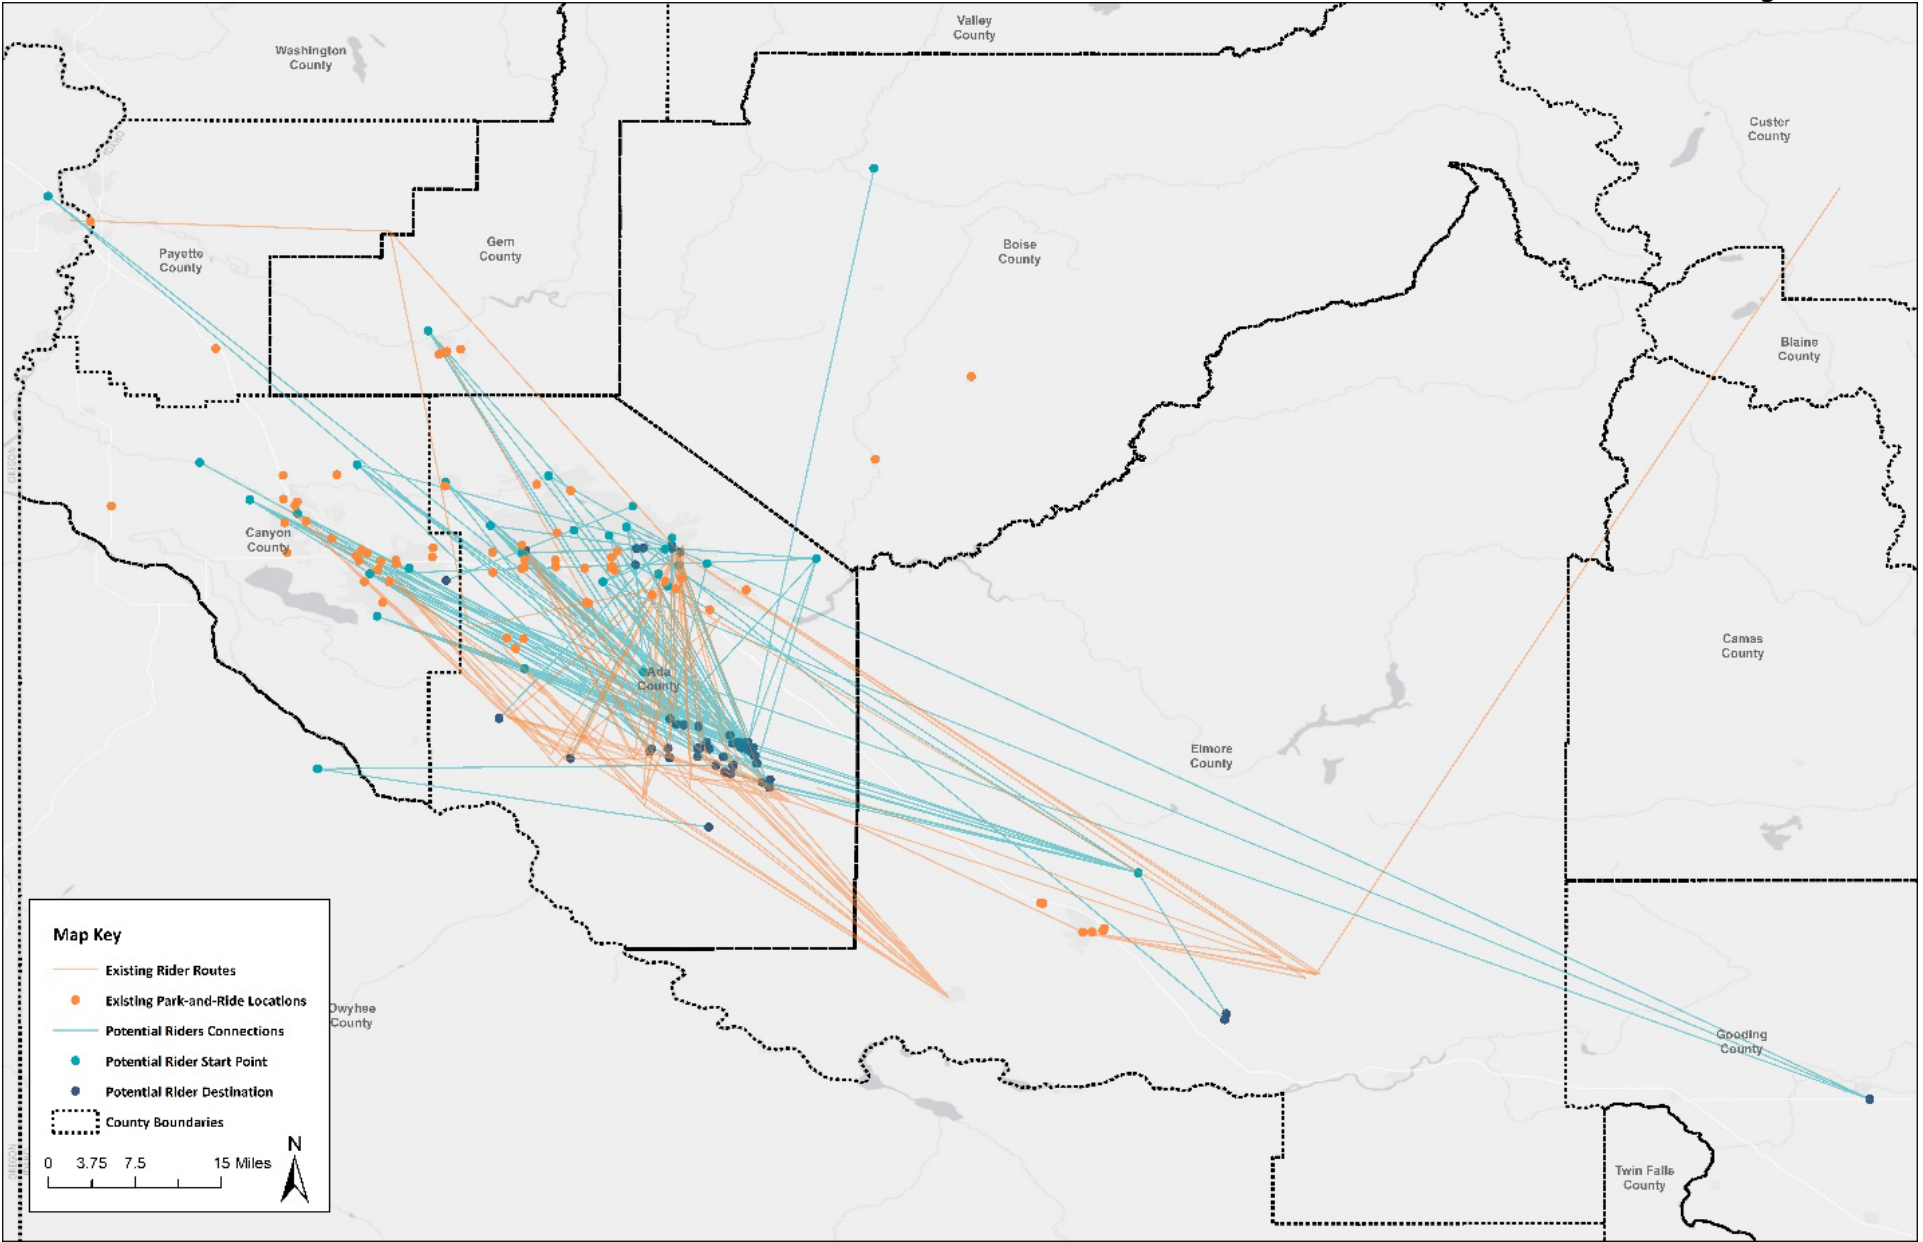 Valley
County
Washington
County
Custer
County
IDAHO
Gem
County
Boise
County
Payette
County
Blaine
County
OREGON
Canyon
County
Camas
County
Ada
County
Elmore
County
Map Key
Existing Rider Routes
Existing Park-and-Ride Locations
Potential Riders Connections
Potential Rider Start Point
Potential Rider Destination
County Boundaries
N
0 3.75 7.5 15 Miles
Owyhee
County
Gooding
County
OREGON
Twin Falls
County